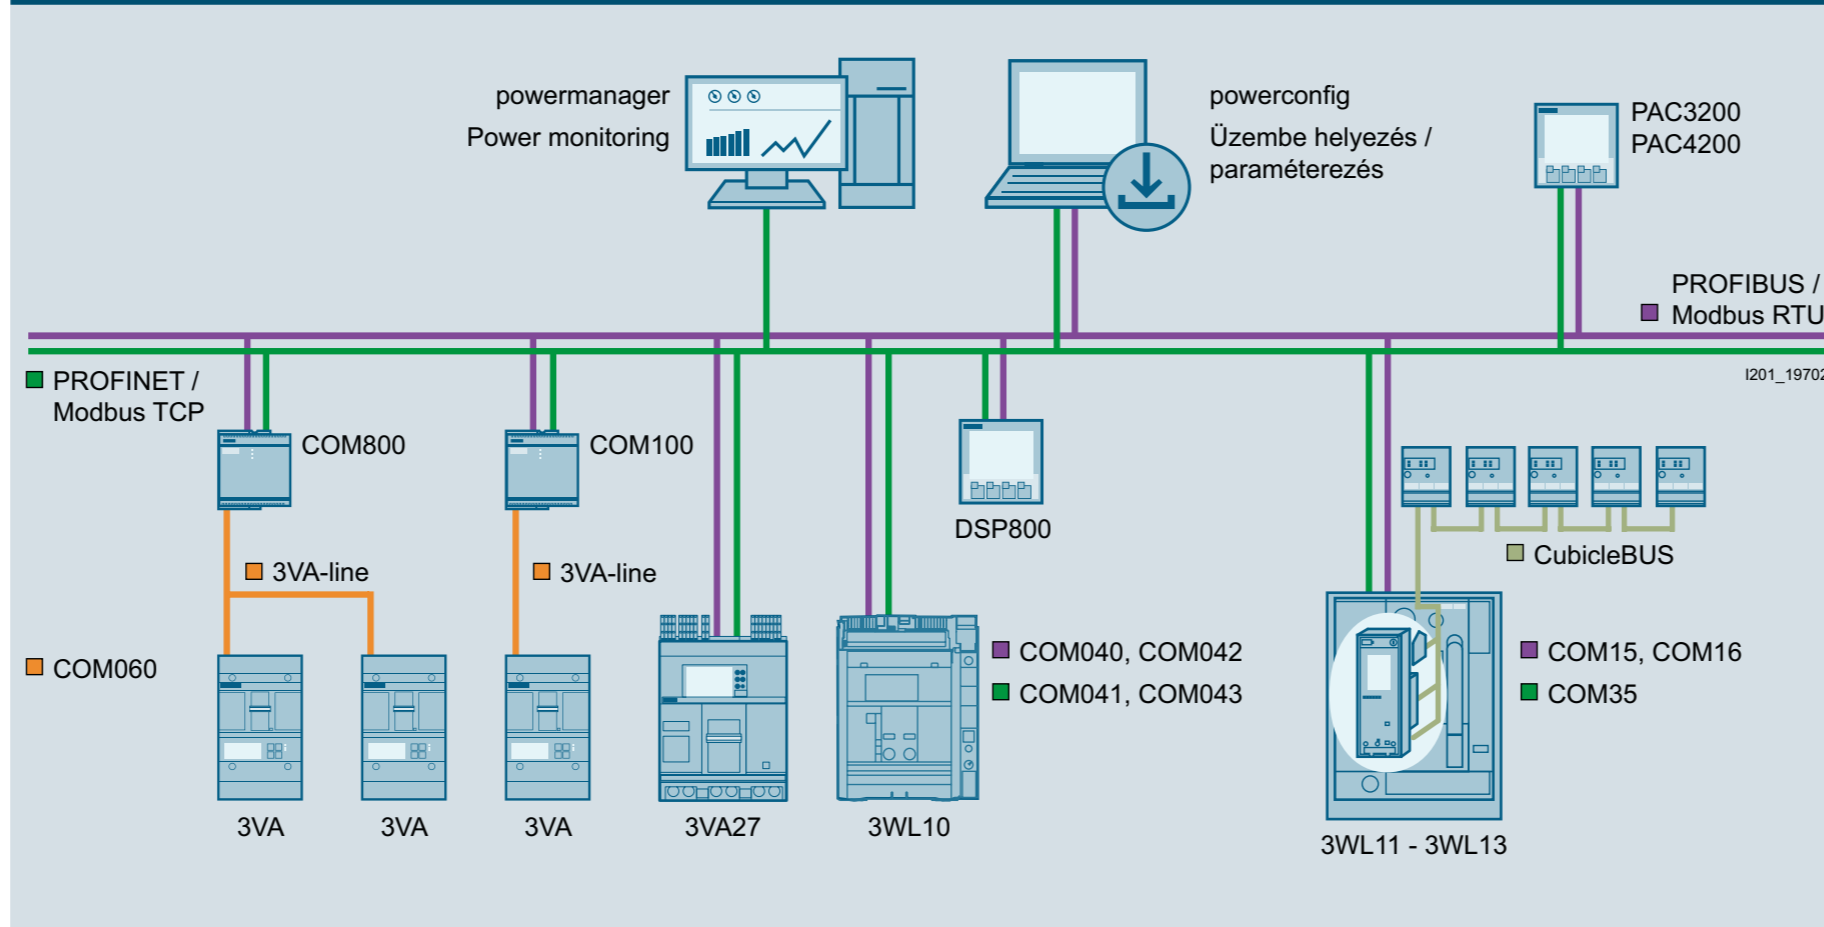 powermanager
Power monitoring
powerconfig
Üzembe helyezés /
paraméterezés
PAC3200
PAC4200
PROFIBUS /
Modbus RTU
PROFINET /
Modbus TCP
I201_19702
COM800
COM100
DSP800
CubicleBUS
3VA-line
3VA-line
COM060
COM040, COM042
COM041, COM043
COM15, COM16
COM35
3VA
3VA
3VA
3VA27
3WL10
3WL11 - 3WL13